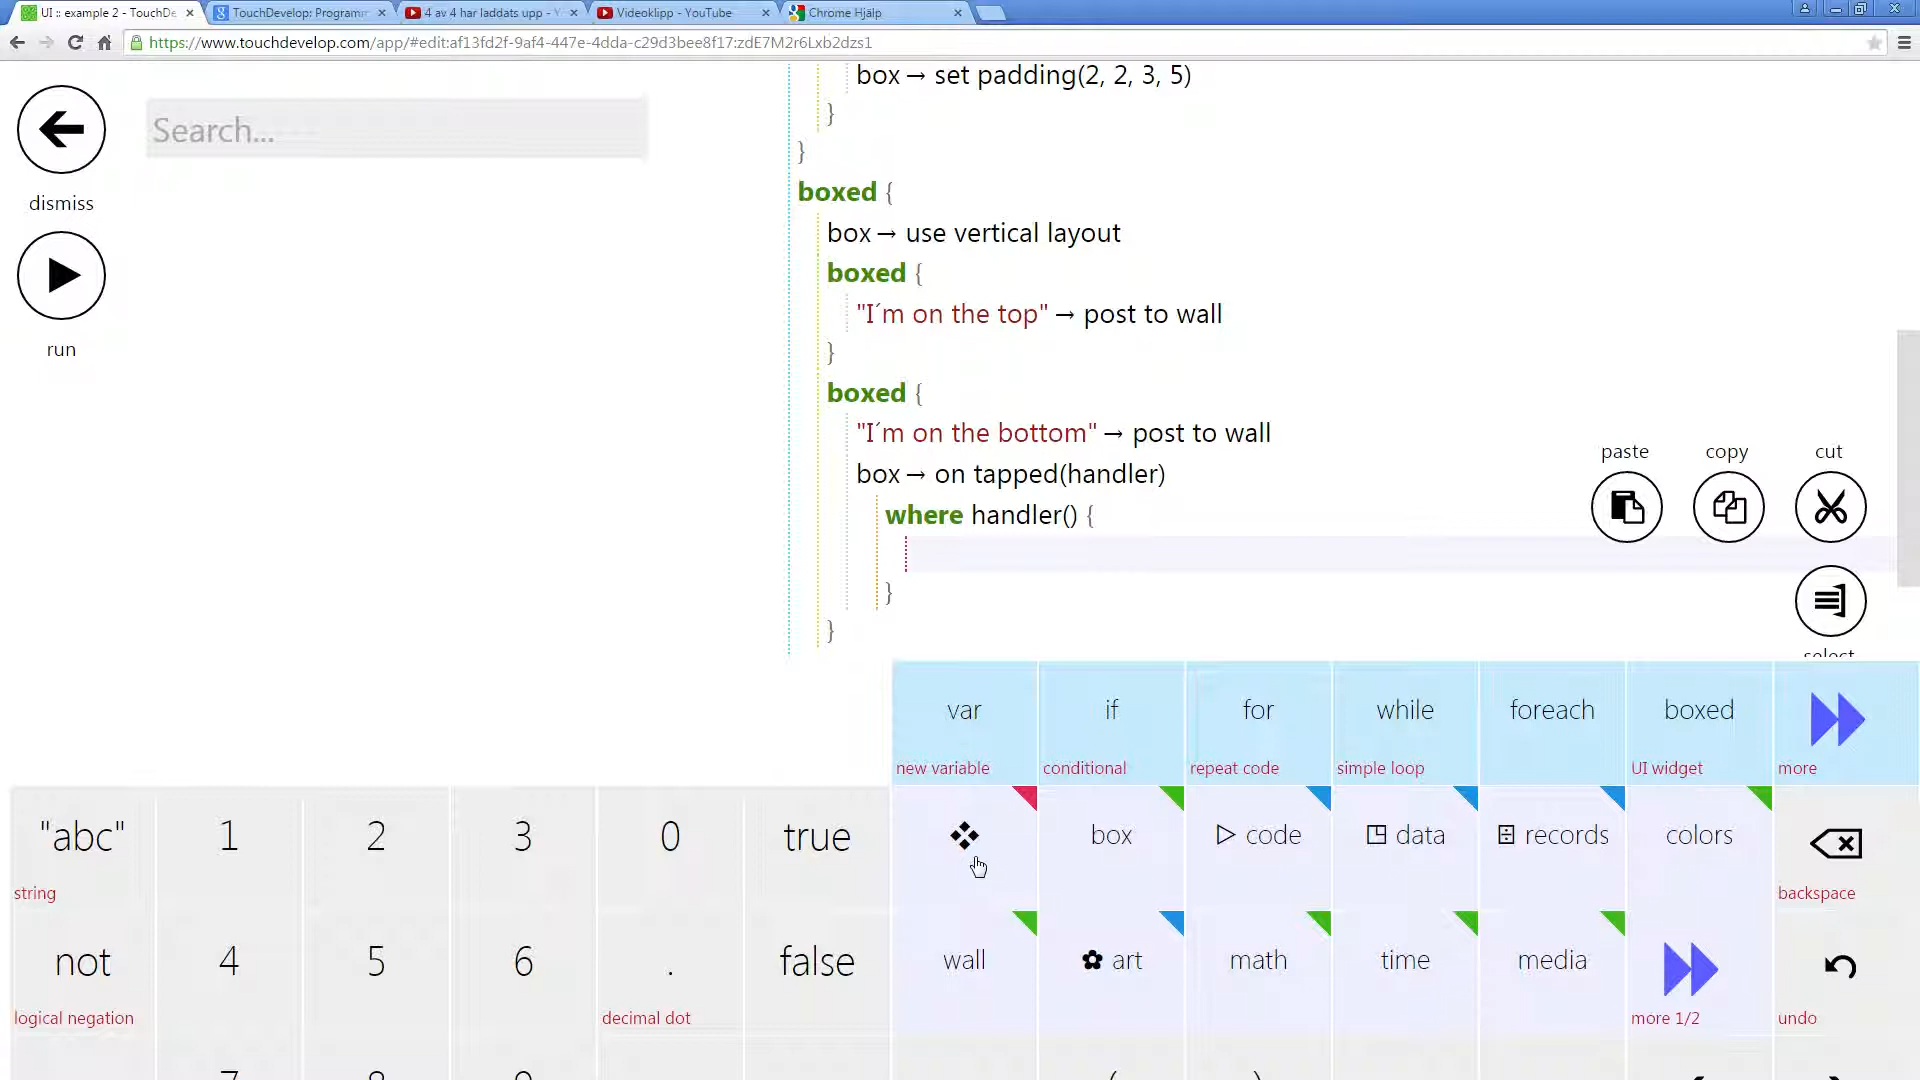 UI :: example 2 - TouchDe
TouchDevelop: Programm
4 av 4 har laddats upp - Y
Videoklipp - YouTube
Chrome Hjälp
https://www.touchdevelop.com/app/#edit:af13fd2f-9af4-447e-4dda-c29d3bee8f17:zdE7M2r6Lxb2dzs1
dismiss
run
Search...
box → set padding(2, 2, 3, 5)
}
}
boxed {
box → use vertical layout
boxed {
"I´m on the top" → post to wall
}
boxed {
"I´m on the bottom" → post to wall
box → on tapped(handler)
where handler() {
}
}
paste copy cut
select
var if for while foreach boxed
new variable conditional repeat code simple loop UI widget more
"abc" 1 2 3 0 true box code data records colors
string backspace
not 4 5 6 . false wall art math time media
logical negation decimal dot more 1/2 undo
7 8 9 ( )